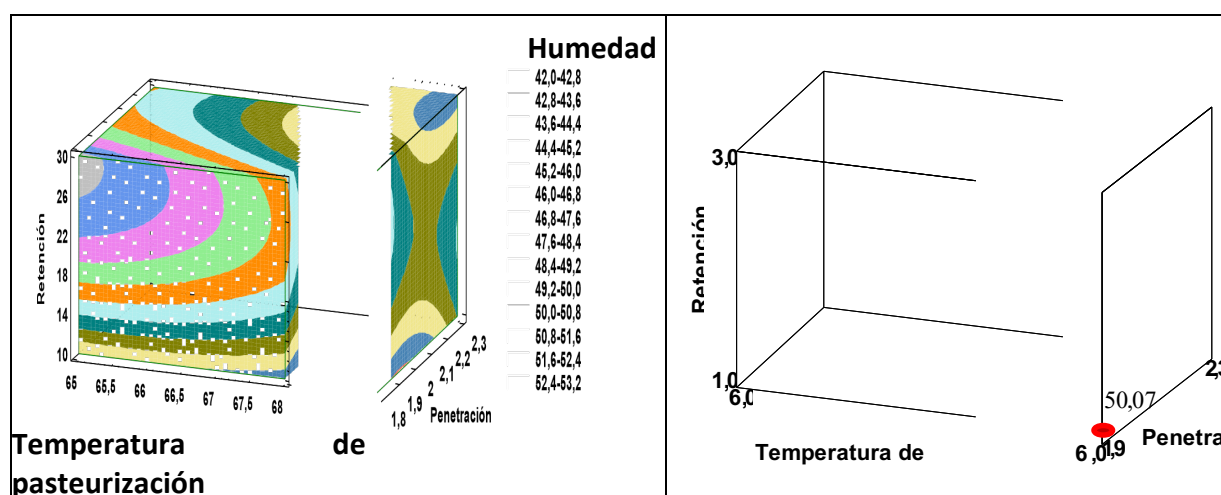 Humedad
42,0-42,8
42,8-43,6
43,6-44,4
44,4-45,2
45,2-46,0
46,0-46,8
46,8-47,6
47,6-48,4
48,4-49,2
49,2-50,0
50,0-50,8
50,8-51,6
51,6-52,4
52,4-53,2
Retención
30
26
22
18
14
10
65 65,5 66 66,5 67 67,5 68
1,8 1,9 2 2,1 2,2 2,3
Penetración
Temperatura de
pasteurización
3,0
Retención
1,0
6,0
Temperatura de
50,07
6,0
1,9
2,3
Penetra